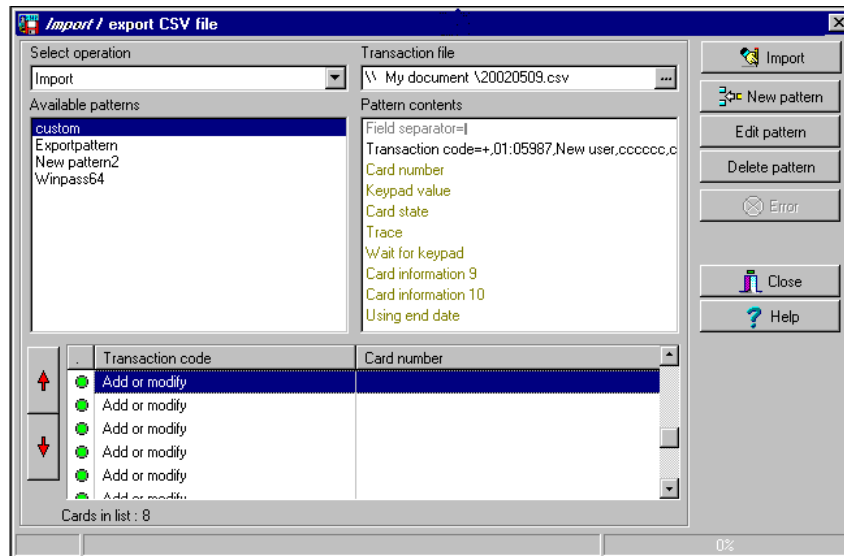 Import / export CSV file
Select operation
Import
Available patterns
custom
Exportpattern
New pattern2
Winpass64
Transaction file
\\ My document \20020509.csv
...
Pattern contents
Field separator=|
Transaction code=+,01:05987,New user,cccccc,c
Card number
Keypad value
Card state
Trace
Wait for keypad
Card information 9
Card information 10
Using end date
Import
New pattern
Edit pattern
Delete pattern
Error
Close
Help
. Transaction code Card number
Add or modify
Add or modify
Add or modify
Add or modify
Add or modify
Add or modify
Cards in list : 8
0%